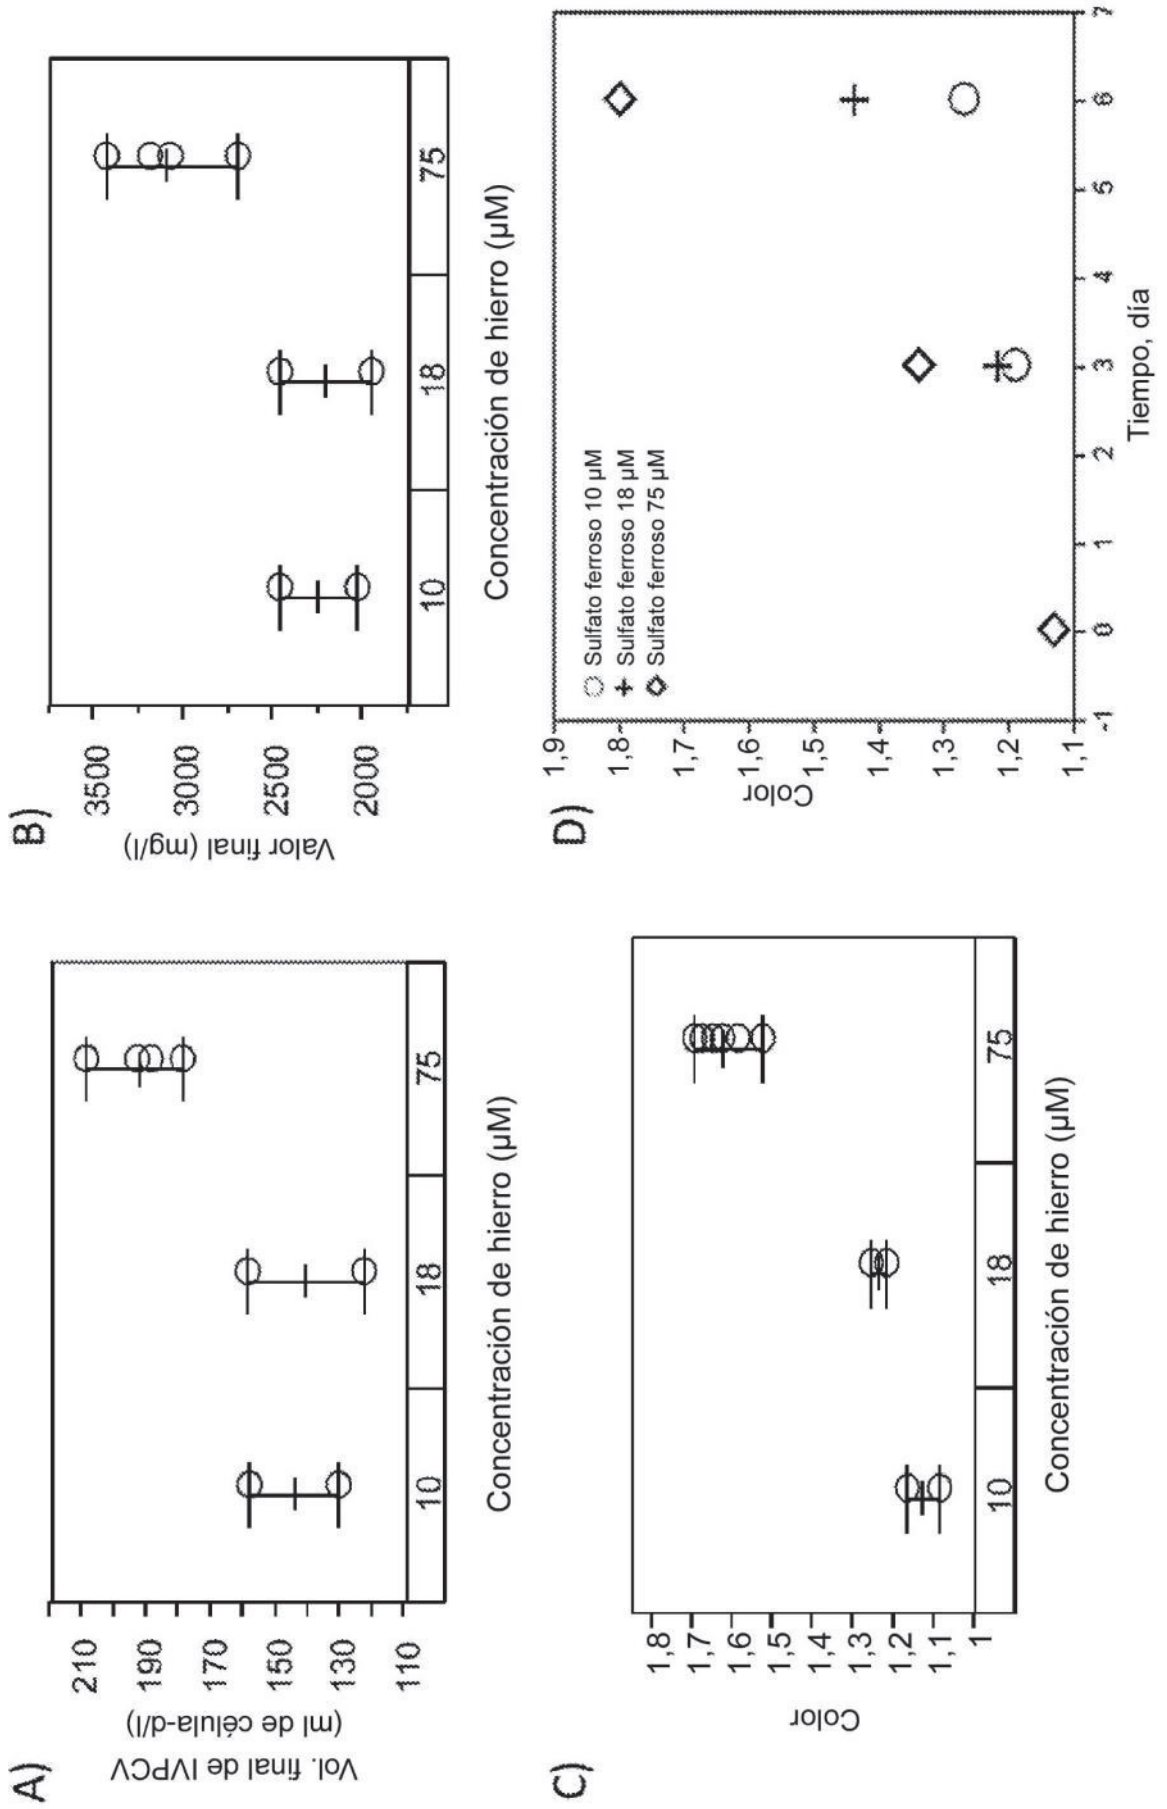 A)
Vol. final de IVPCV
(ml de célula-d/l)
210
190
170
150
130
110
10
18
75
Concentración de hierro (µM)
B)
Valor final (mg/l)
3500
3000
2500
2000
10
18
75
Concentración de hierro (µM)
C)
Color
1,8
1,7
1,6
1,5
1,4
1,3
1,2
1,1
1
10
18
75
Concentración de hierro (µM)
D)
Color
1,9
1,8
1,7
1,6
1,5
1,4
1,3
1,2
1,1
Sulfato ferroso 10 µM
Sulfato ferroso 18 µM
Sulfato ferroso 75 µM
-1
0
1
2
3
4
5
6
7
Tiempo, día